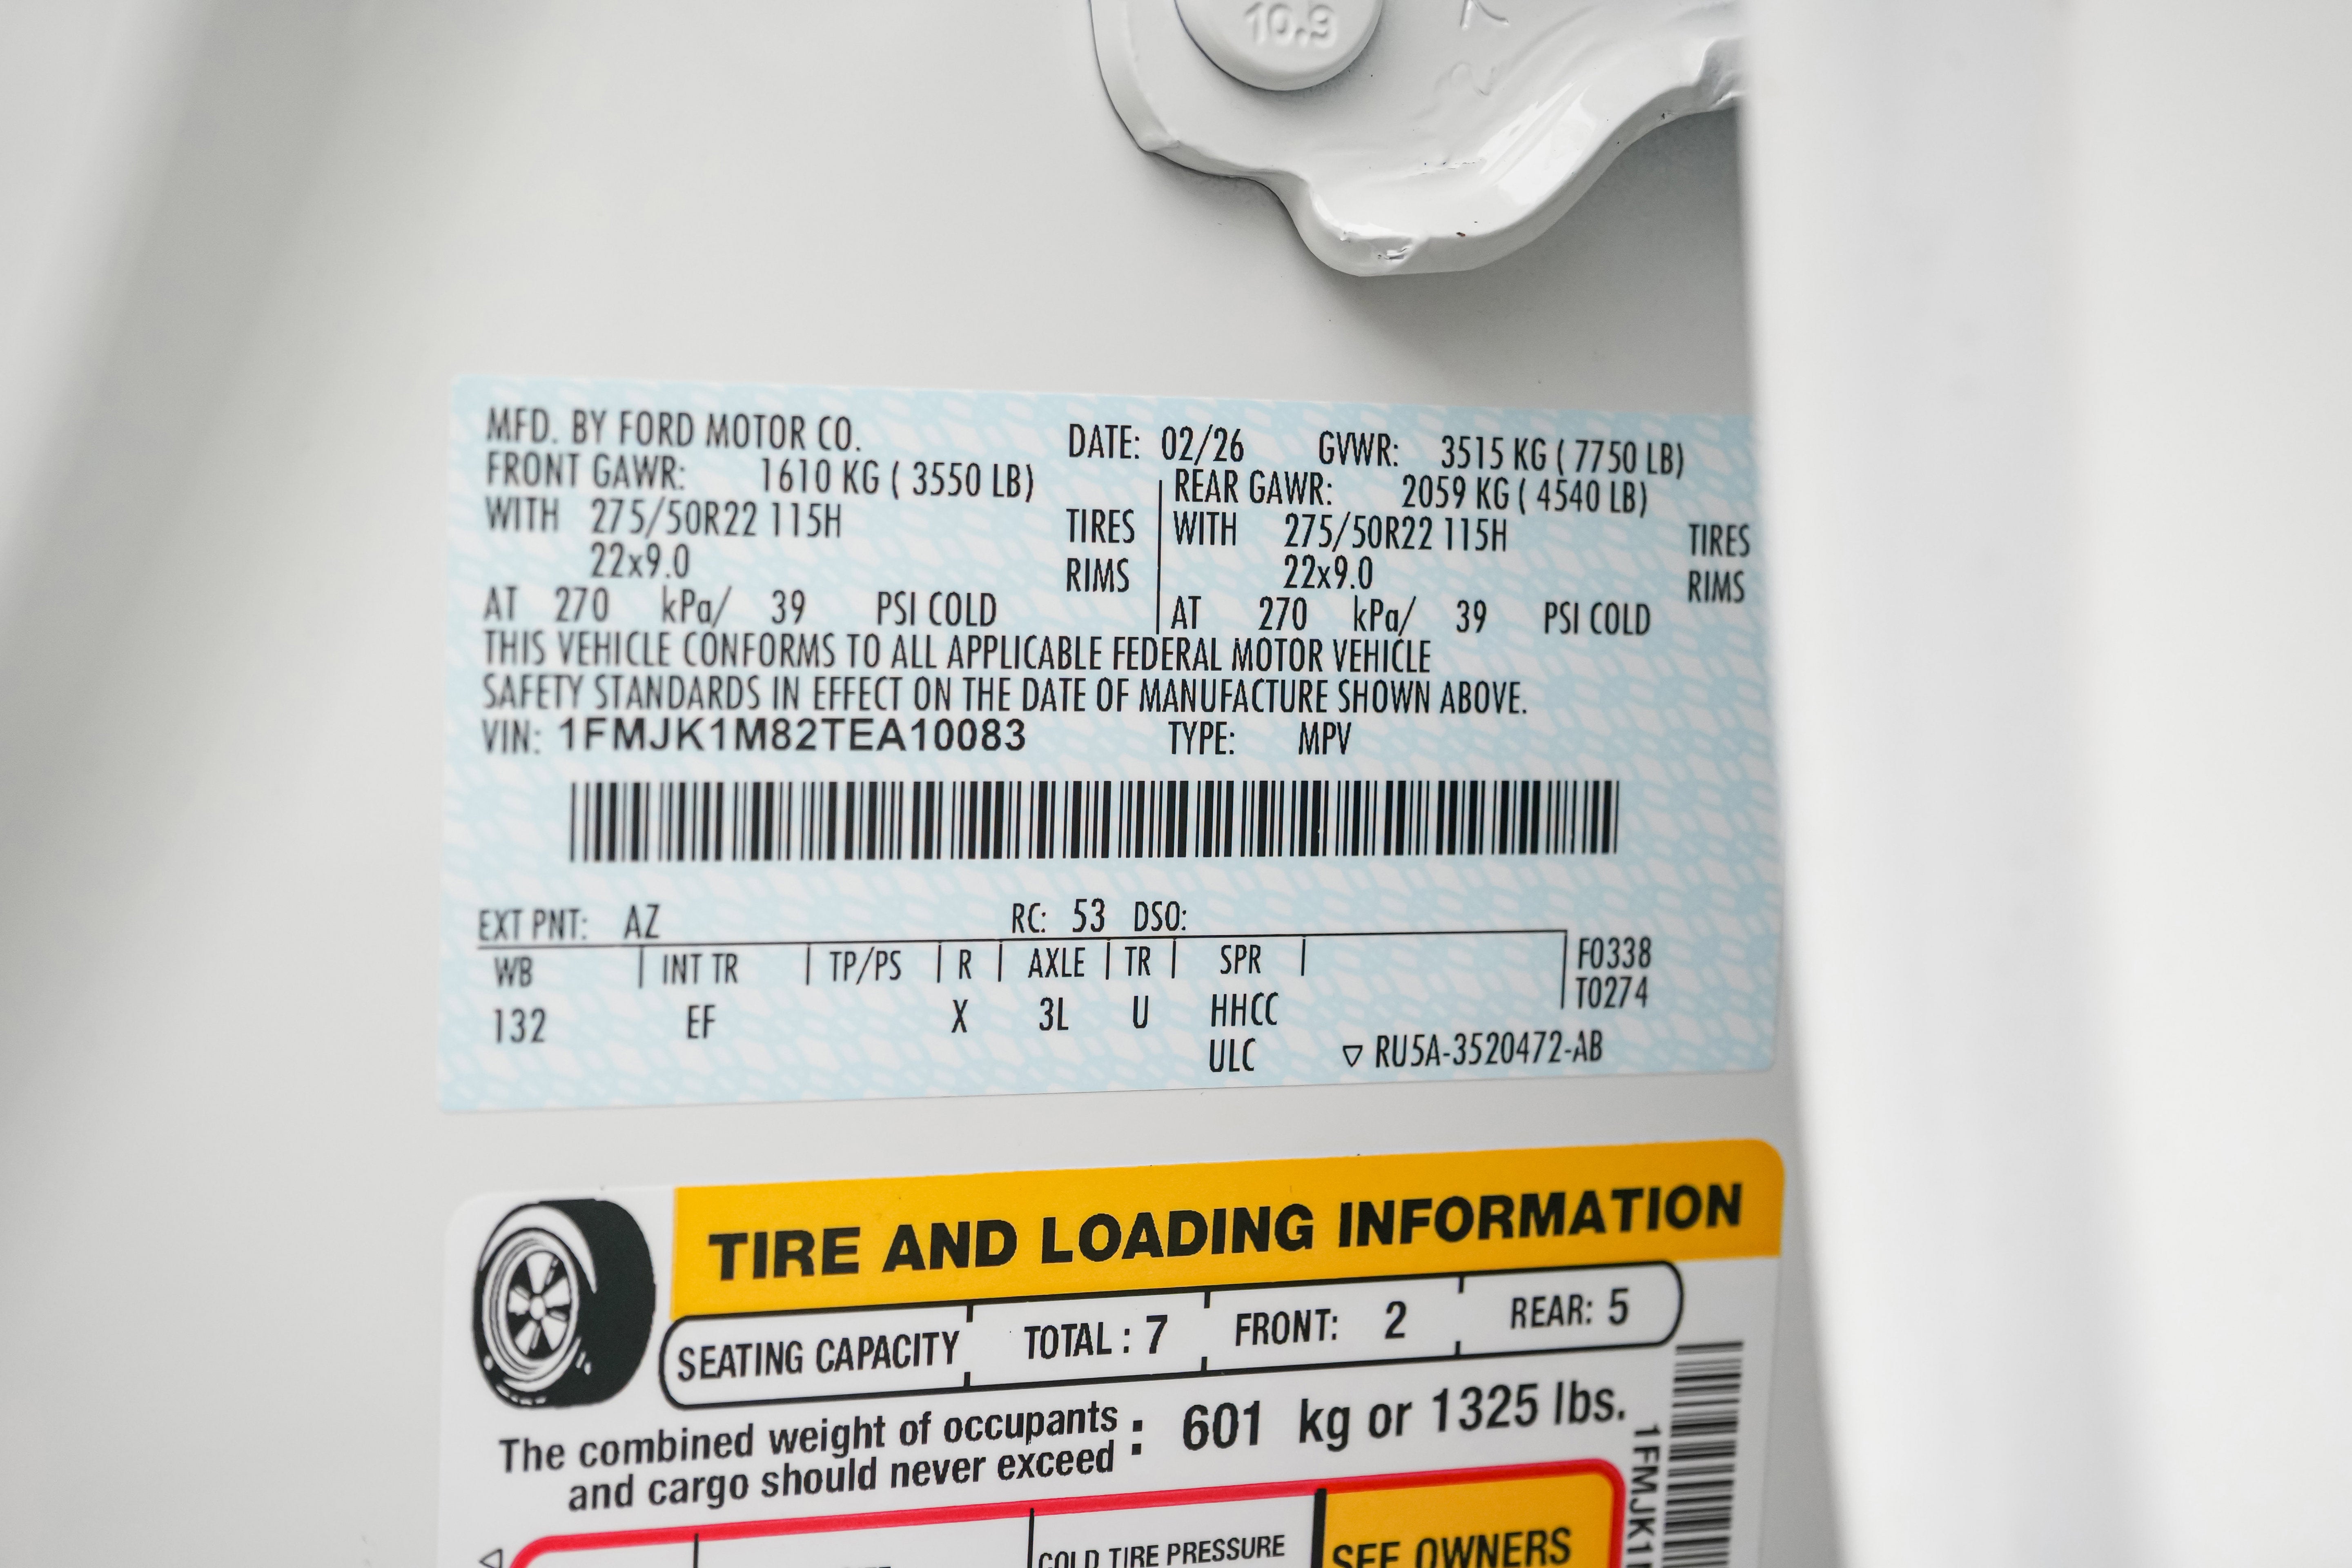 10.9
MFD. BY FORD MOTOR CO. DATE: 02/26 GVWR: 3515 KG ( 7750 LB)
FRONT GAWR: 1610 KG ( 3550 LB) REAR GAWR: 2059 KG ( 4540 LB)
WITH 275/50R22 115H TIRES WITH 275/50R22 115H TIRES
22x9.0 RIMS 22x9.0 RIMS
AT 270 kPa/ 39 PSI COLD AT 270 kPa/ 39 PSI COLD
THIS VEHICLE CONFORMS TO ALL APPLICABLE FEDERAL MOTOR VEHICLE
SAFETY STANDARDS IN EFFECT ON THE DATE OF MANUFACTURE SHOWN ABOVE.
VIN: 1FMJK1M82TEA10083 TYPE: MPV
EXT PNT: AZ RC: 53 DSO:
WB INT TR TP/PS R AXLE TR SPR F0338
T0274
132 EF X 3L U HHCC
ULC ▽ RU5A-3520472-AB
TIRE AND LOADING INFORMATION
SEATING CAPACITY TOTAL : 7 FRONT: 2 REAR: 5
The combined weight of occupants
and cargo should never exceed : 601 kg or 1325 lbs.
COLD TIRE PRESSURE
SEE OWNERS
1FMJK1